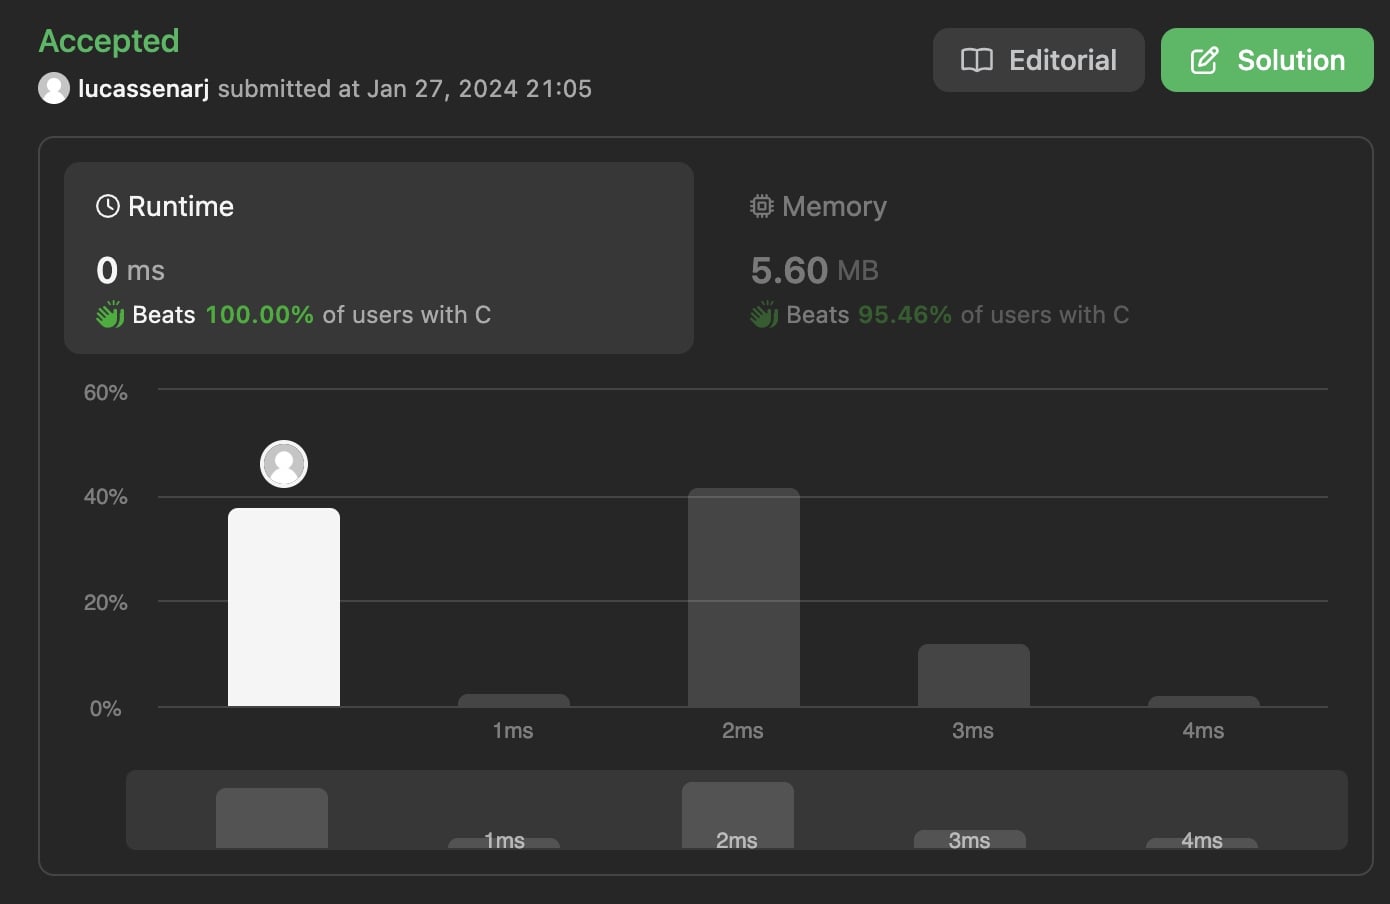 Accepted
lucassenarj submitted at Jan 27, 2024 21:05
Editorial
Solution
Runtime
0 ms
Beats 100.00% of users with C
Memory
5.60 MB
Beats 95.46% of users with C
60%
40%
20%
0%
1ms 2ms 3ms 4ms
1ms 2ms 3ms 4ms